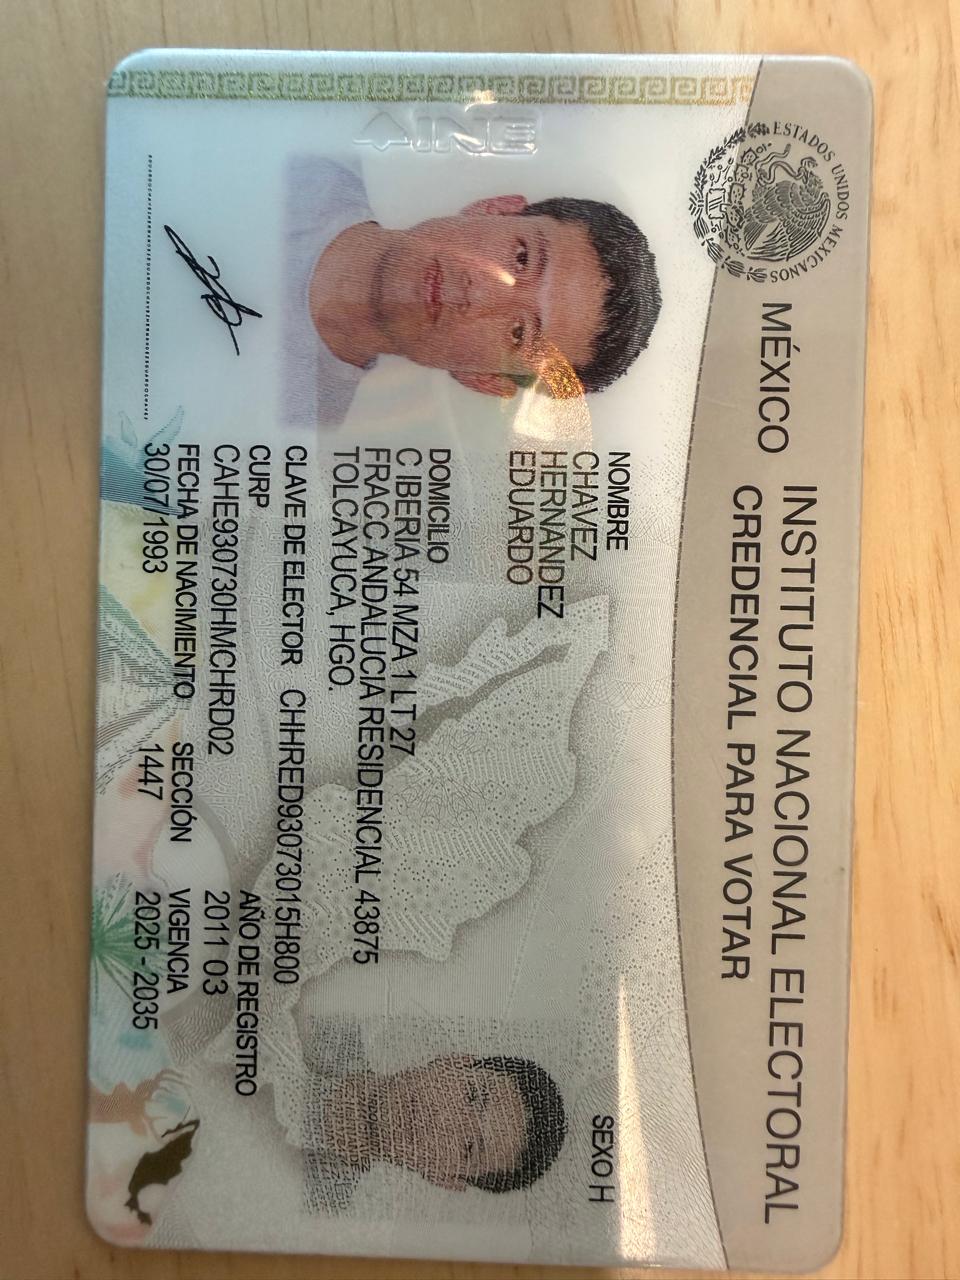 ESTADOS UNIDOS MEXICANOS
MÉXICO INSTITUTO NACIONAL ELECTORAL
CREDENCIAL PARA VOTAR
INE
NOMBRE
CHAVEZ
HERNANDEZ
EDUARDO
SEXO H
DOMICILIO
C IBERIA 54 MZA 1 LT 27
FRACC ANDALUCIA RESIDENCIAL 43875
TOLCAYUCA, HGO.
CLAVE DE ELECTOR CHHRED93073015H800
CURP
CAHE930730HMCHRD02
AÑO DE REGISTRO
2011 03
FECHA DE NACIMIENTO
30/07/1993
SECCIÓN
1447
VIGENCIA
2025 - 2035